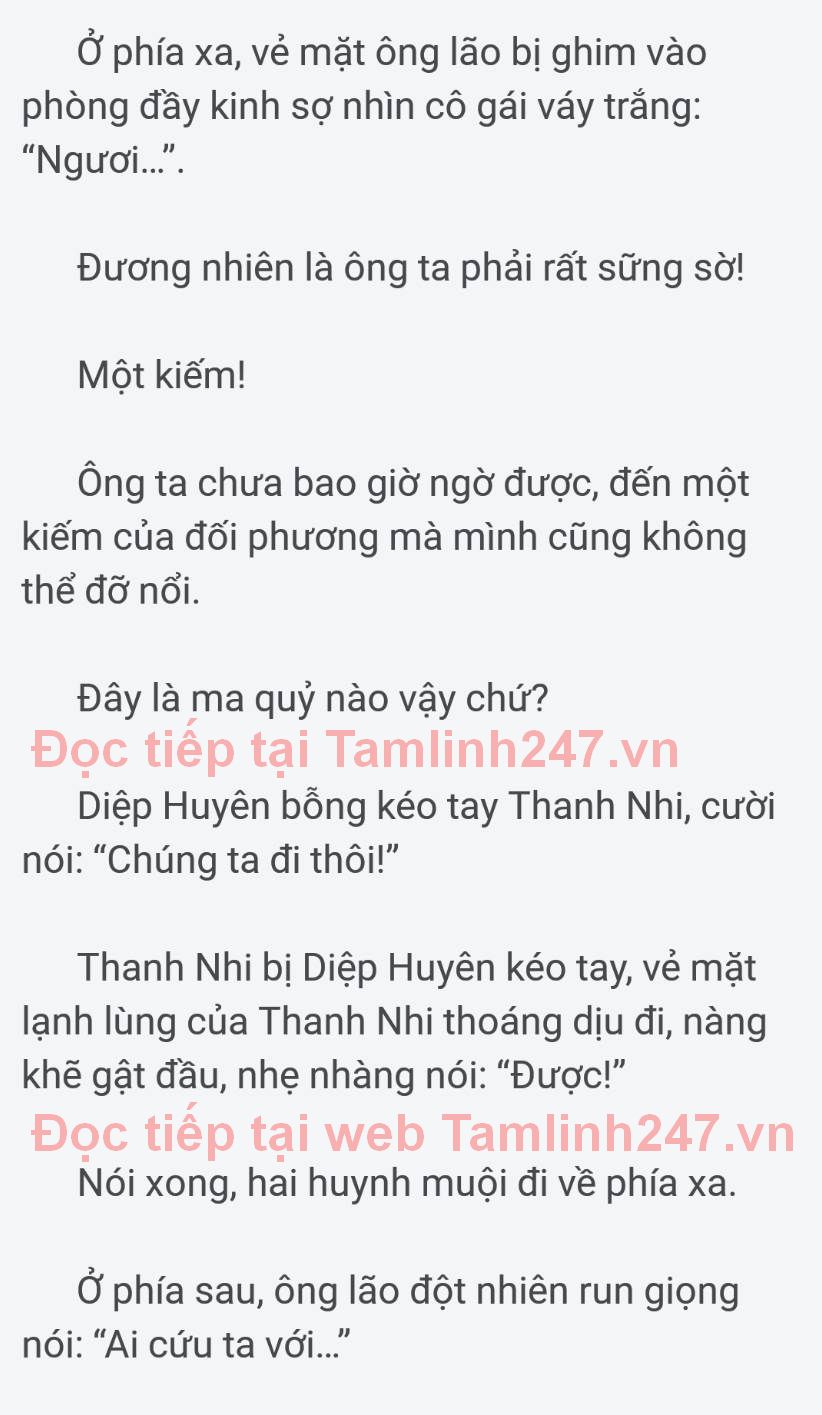 Ở phía xa, vẻ mặt ông lão bị ghim vào
phòng đầy kinh sợ nhìn cô gái váy trắng:
“Ngươi…”.
Đương nhiên là ông ta phải rất sững sờ!
Một kiếm!
Ông ta chưa bao giờ ngờ được, đến một
kiếm của đối phương mà mình cũng không
thể đỡ nổi.
Đây là ma quỷ nào vậy chứ?
Đọc tiếp tại Tamlinh247.vn
Diệp Huyên bỗng kéo tay Thanh Nhi, cười
nói: “Chúng ta đi thôi!”
Thanh Nhi bị Diệp Huyên kéo tay, vẻ mặt
lạnh lùng của Thanh Nhi thoáng dịu đi, nàng
khẽ gật đầu, nhẹ nhàng nói: “Được!”
Đọc tiếp tại web Tamlinh247.vn
Nói xong, hai huynh muội đi về phía xa.
Ở phía sau, ông lão đột nhiên run giọng
nói: “Ai cứu ta với…”